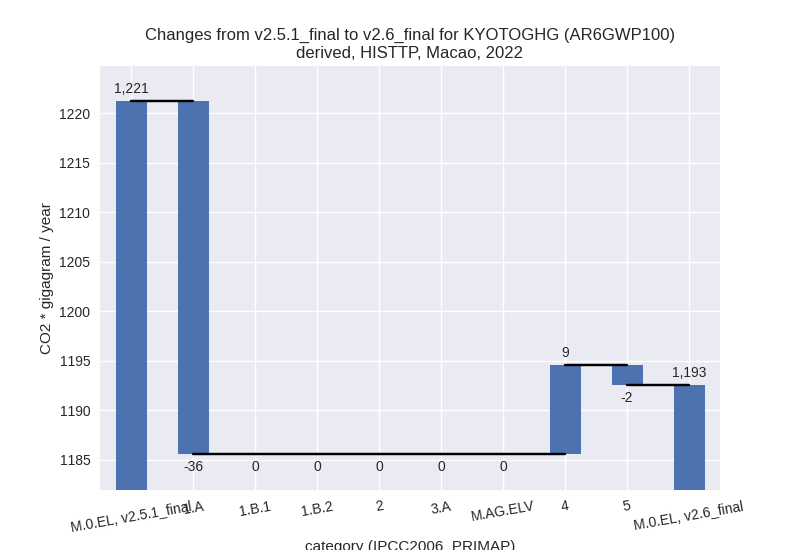 Changes from v2.5.1_final to v2.6_final for KYOTOGHG (AR6GWP100)
derived, HISTTP, Macao, 2022
1,221
1220
1215
1210
1205
1200
1195
1190
1185
CO2 * gigagram / year
9
1,193
-2
-36
0
0
0
0
0
M.0.EL, v2.5.1_final
1.A
1.B.1
1.B.2
2
3.A
M.AG.ELV
4
5
M.0.EL, v2.6_final
category (IPCC2006_PRIMAP)